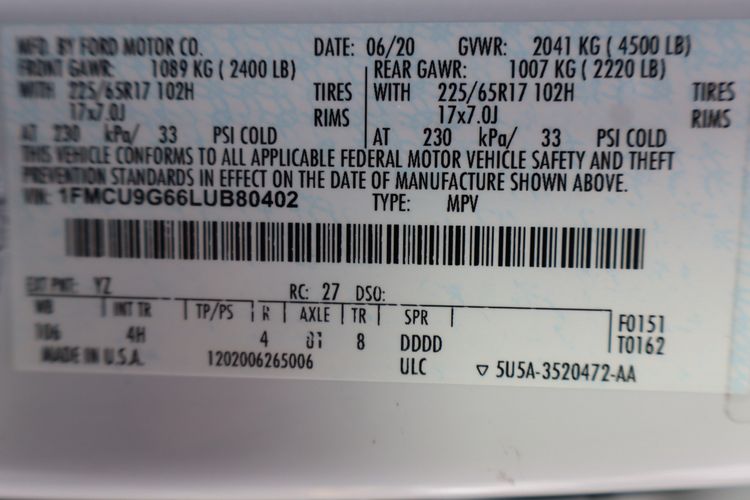 MFD. BY FORD MOTOR CO. DATE: 06/20 GVWR: 2041 KG ( 4500 LB)
FRONT GAWR: 1089 KG ( 2400 LB) REAR GAWR: 1007 KG ( 2220 LB)
WITH 225/65R17 102H TIRES WITH 225/65R17 102H TIRES
17x7.0J RIMS 17x7.0J RIMS
AT 230 kPa/ 33 PSI COLD AT 230 kPa/ 33 PSI COLD
THIS VEHICLE CONFORMS TO ALL APPLICABLE FEDERAL MOTOR VEHICLE SAFETY AND THEFT
PREVENTION STANDARDS IN EFFECT ON THE DATE OF MANUFACTURE SHOWN ABOVE.
VIN: 1FMCU9G66LUB80402 TYPE: MPV
EXT PNT: YZ RC: 27 DSO:
WB INT TR TP/PS R AXLE TR SPR F0151
106 4H 4 01 8 DDDD T0162
MADE IN U.S.A. 1202006265006 ULC ▽ 5U5A-3520472-AA